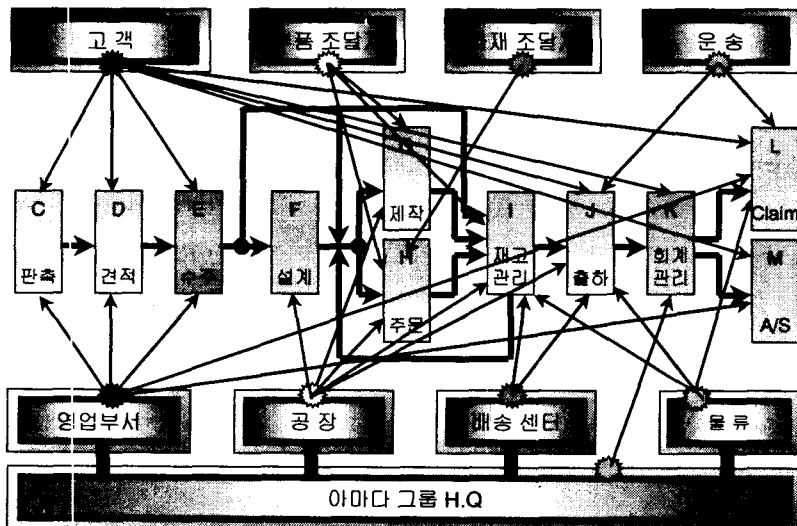 고 객
품 조달
재 조달
운 송
C
판촉
D
견적
E
F
설계
제작
H
주문
I
재고
관리
J
출하
K
회계
관리
L
Claim
M
A/S
영업부서
공 장
배송 센터
물 류
아마다 그룹 H.Q